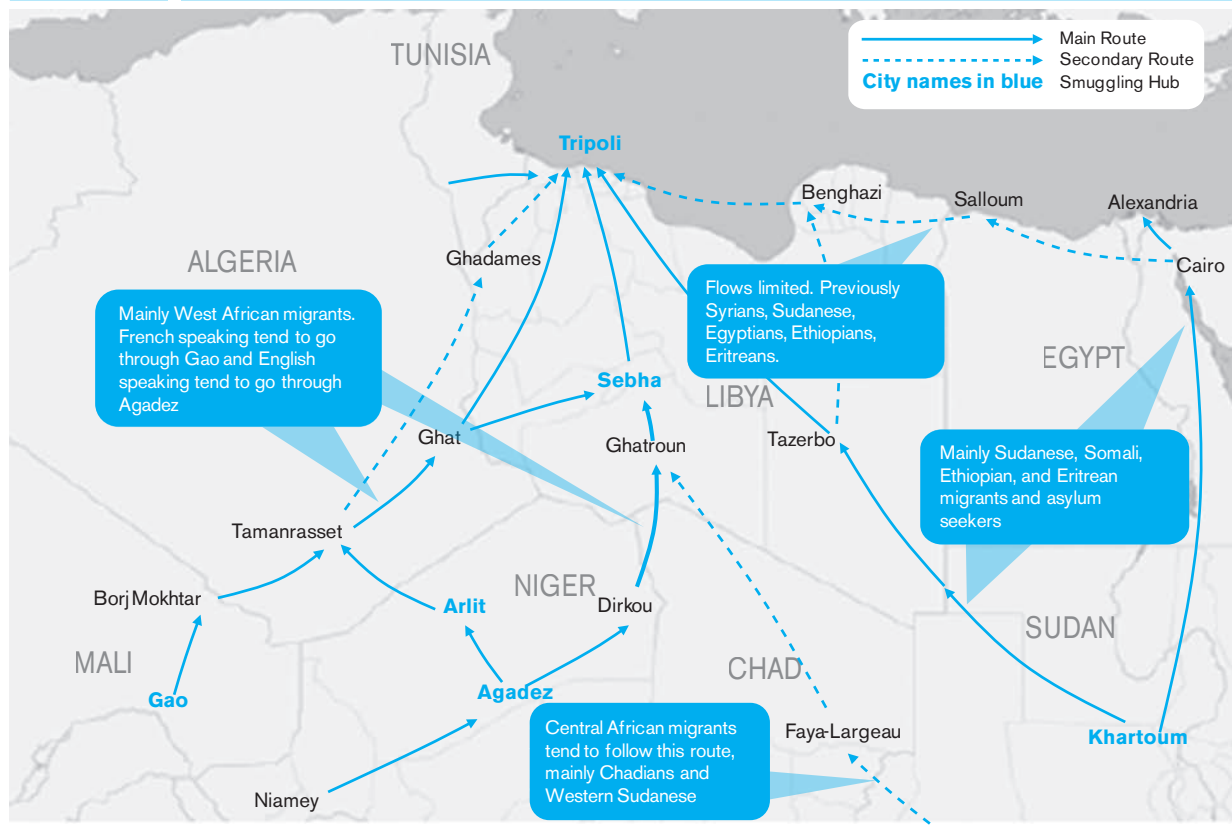 TUNISIA
Main Route
Secondary Route
City names in blue Smuggling Hub
Tripoli
Benghazi
Salloum
Alexandria
Ghadames
ALGERIA
Cairo
Mainly West African migrants.
French speaking tend to go
through Gao and English
speaking tend to go through
Agadez
Flows limited. Previously
Syrians, Sudanese,
Egyptians, Ethiopians,
Eritreans.
EGYPT
Sebha
LIBYA
Ghat
Ghatroun
Tazerbo
Mainly Sudanese, Somali,
Ethiopian, and Eritrean
migrants and asylum
seekers
Tamanrasset
Borj Mokhtar
Arlit
NIGER
Dirkou
SUDAN
MALI
CHAD
Gao
Agadez
Central African migrants
tend to follow this route,
mainly Chadians and
Western Sudanese
Faya-Largeau
Khartoum
Niamey